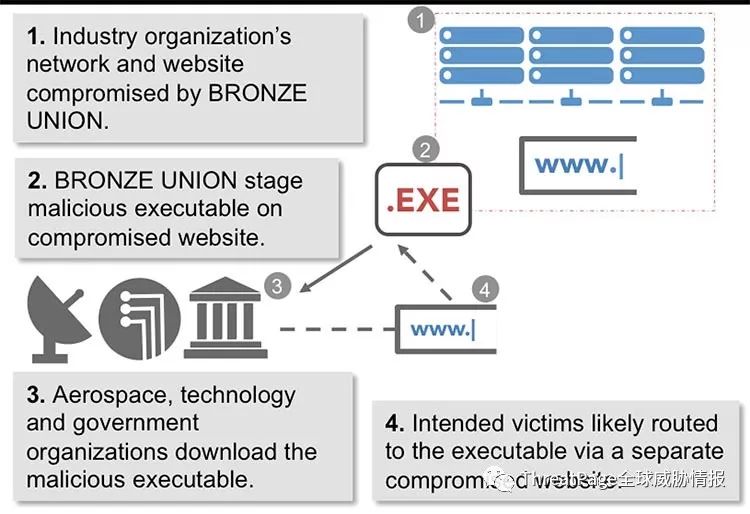 1. Industry organization's
network and website
compromised by BRONZE
UNION.
1
www.
2. BRONZE UNION stage
malicious executable on
compromised website.
2
.EXE
3
4
www.
3. Aerospace, technology
and government
organizations download the
malicious executable.
4. Intended victims likely routed
to the executable via a separate
compromised website.
ThreatPage全球威胁情报